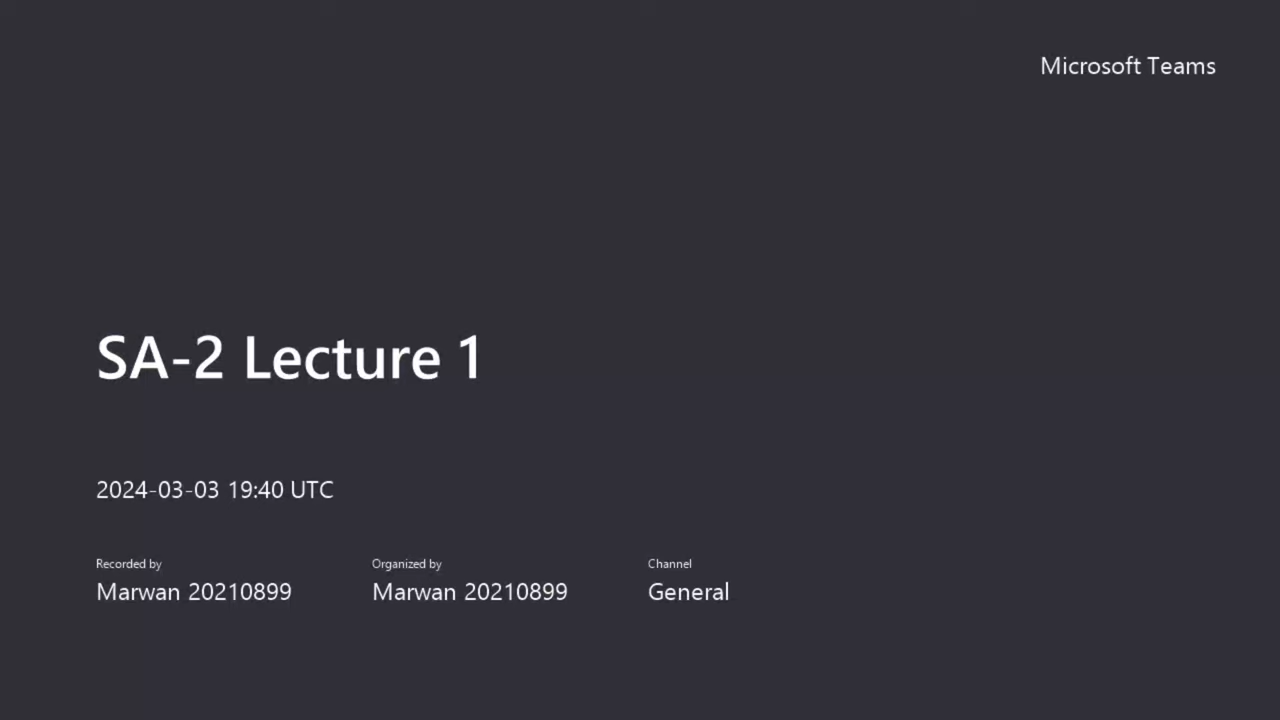 Microsoft Teams
SA-2 Lecture 1
2024-03-03 19:40 UTC
Recorded by
Marwan 20210899
Organized by
Marwan 20210899
Channel
General